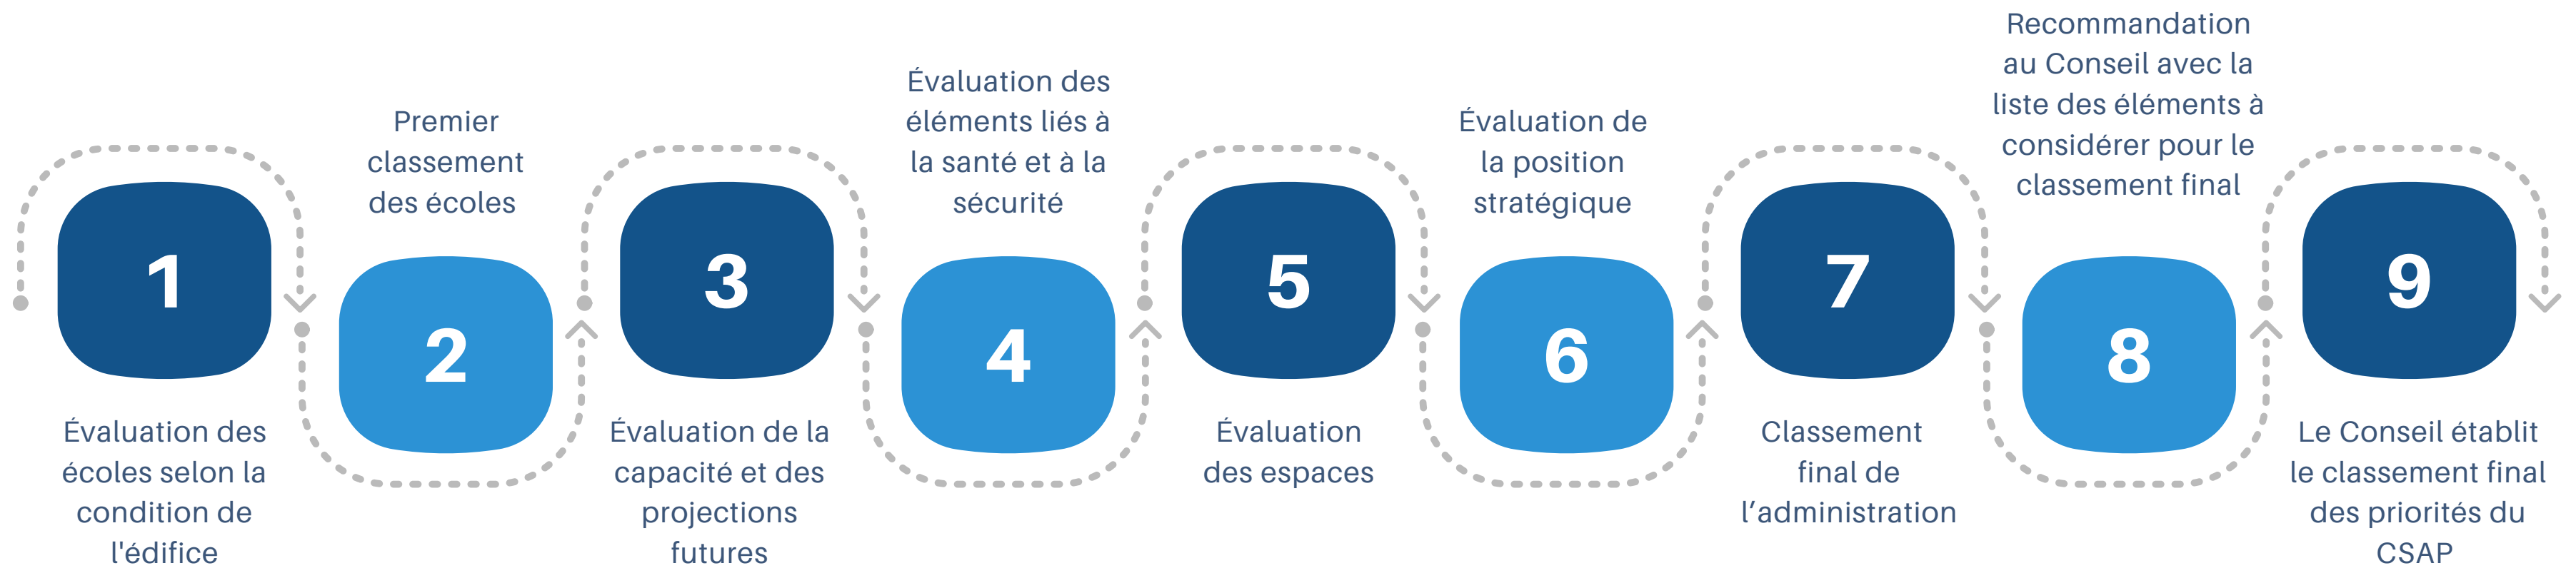 1
Évaluation des
écoles selon la
condition de
l'édifice
Premier
classement
des écoles
2
3
Évaluation de la
capacité et des
projections
futures
Évaluation des
éléments liés à
la santé et à la
sécurité
4
5
Évaluation
des espaces
Évaluation de
la position
stratégique
6
7
Classement
final de
l’administration
Recommandation
au Conseil avec la
liste des éléments à
considérer pour le
classement final
8
9
Le Conseil établit
le classement final
des priorités du
CSAP